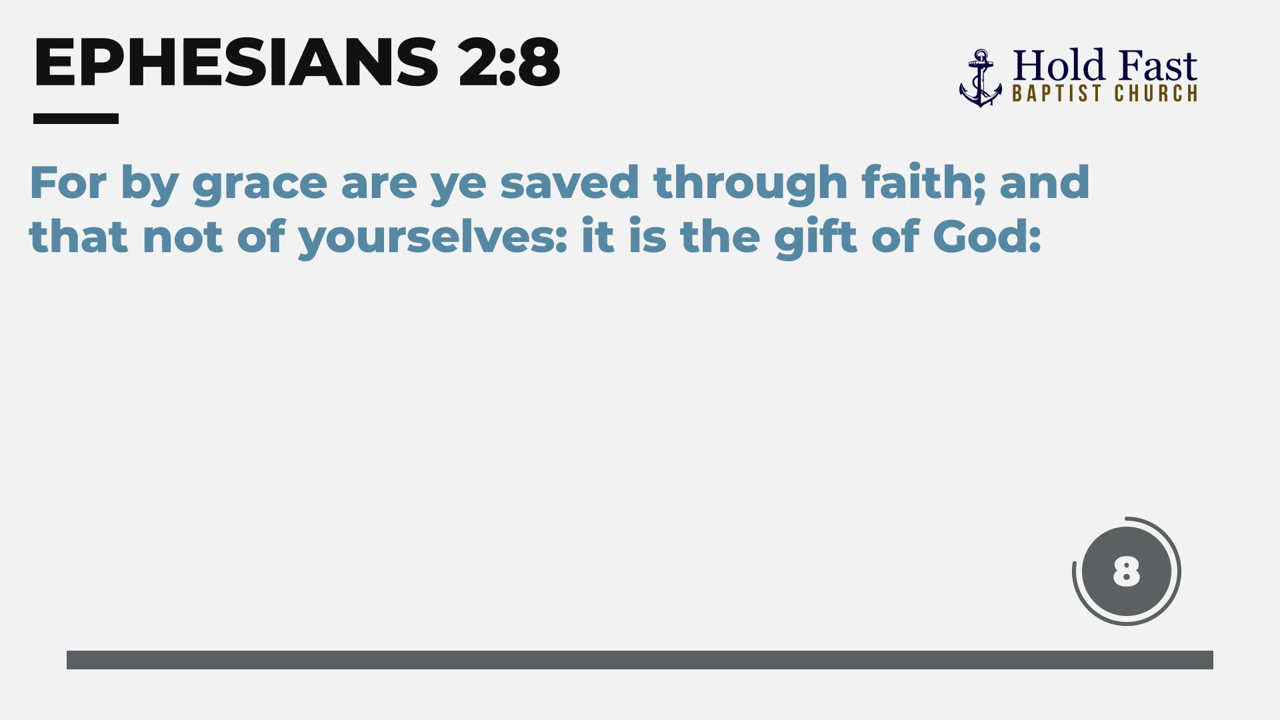 EPHESIANS 2:8
Hold Fast
BAPTIST CHURCH
For by grace are ye saved through faith; and
that not of yourselves: it is the gift of God:
8